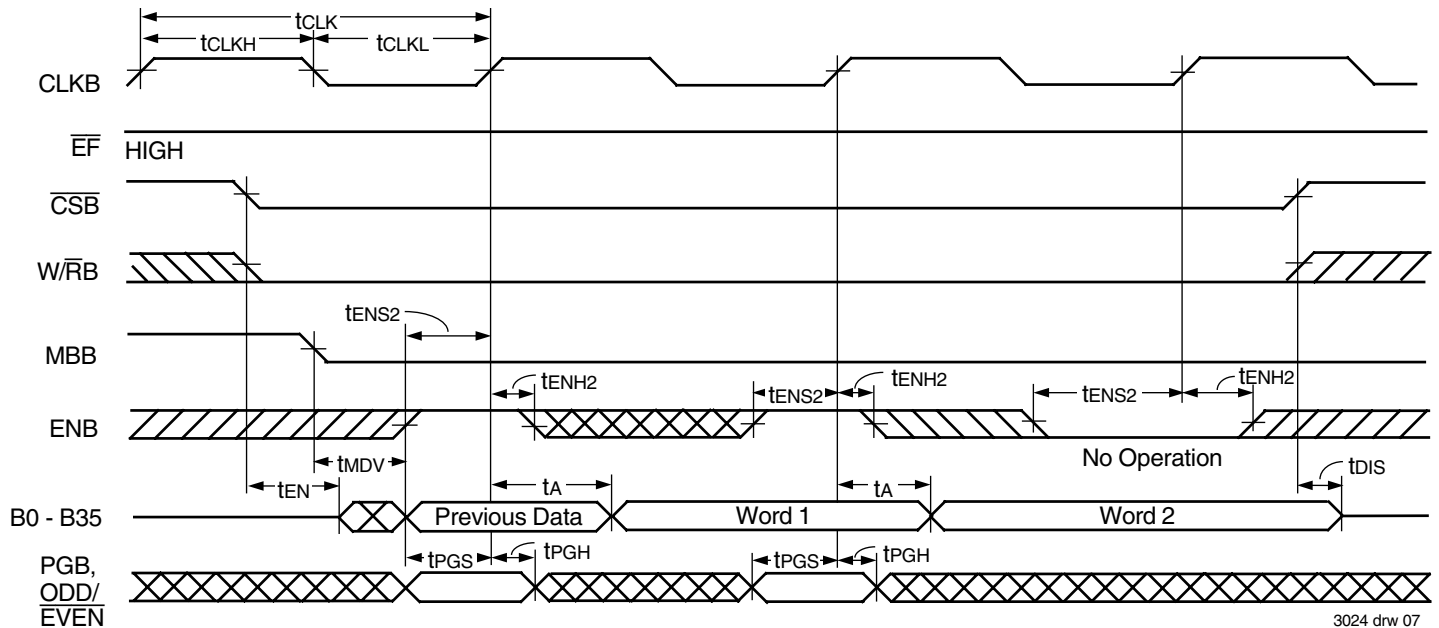 tCLK
tCLKH tCLKL
CLKB
EF HIGH
CSB
W/RB
tENS2
MBB
tENH2 tENS2 tENH2 tENS2 tENH2
ENB
No Operation
tMDV
tEN tA tA tDIS
B0 - B35 Previous Data Word 1 Word 2
tPGS tPGH tPGS tPGH
PGB,
ODD/
EVEN
3024 drw 07